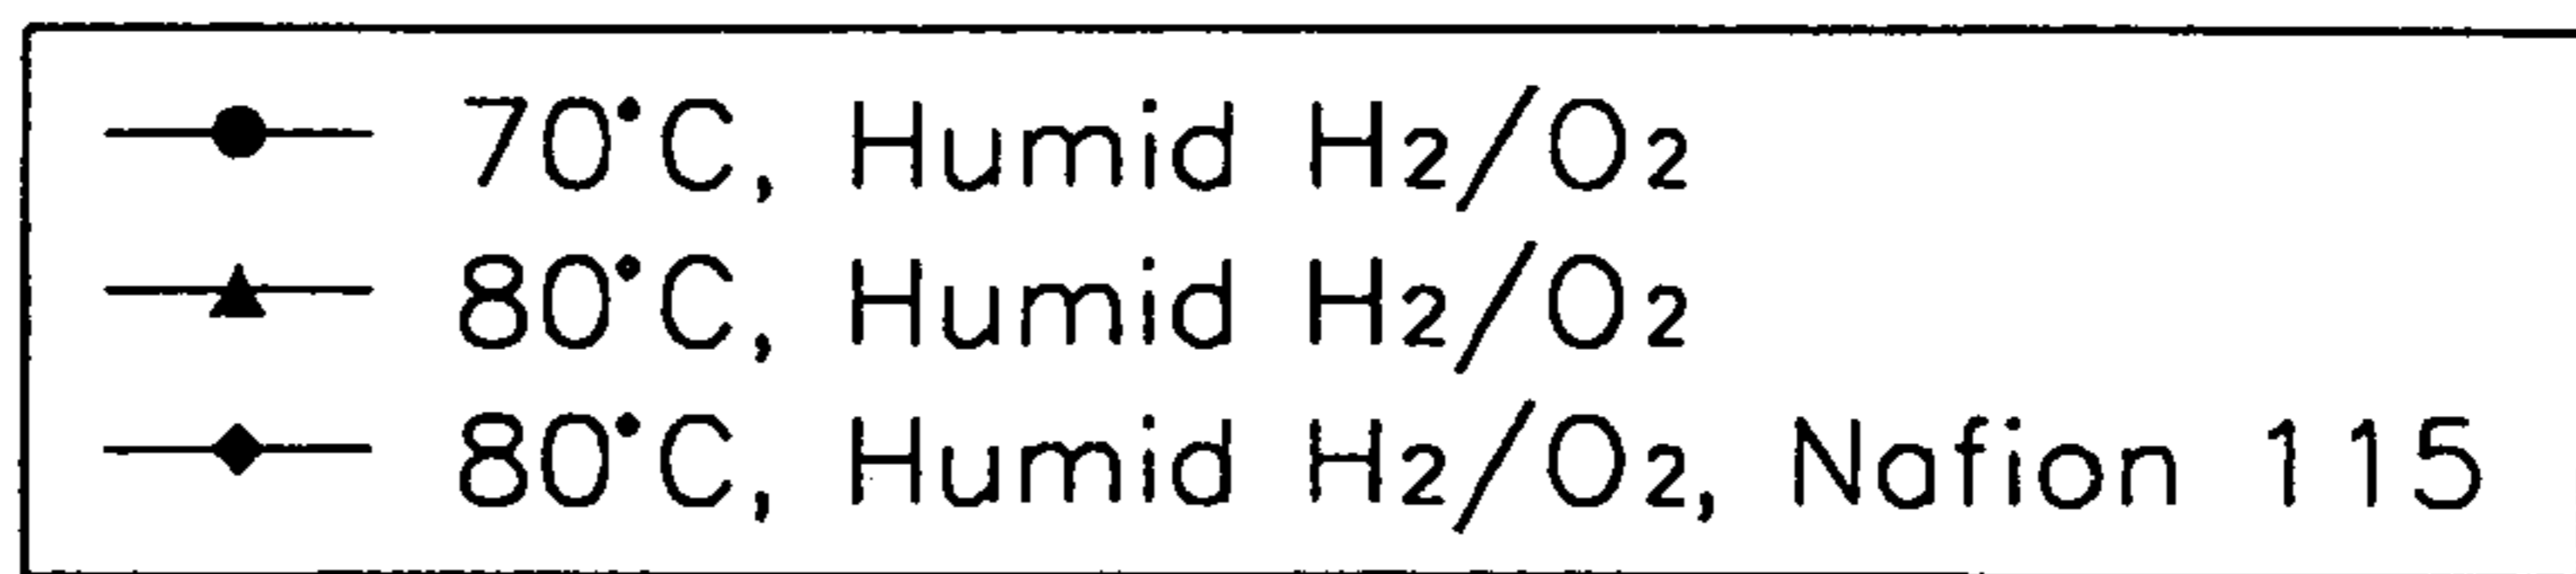 70°C, Humid H2/O2
80°C, Humid H2/O2
80°C, Humid H2/O2, Nafion 115